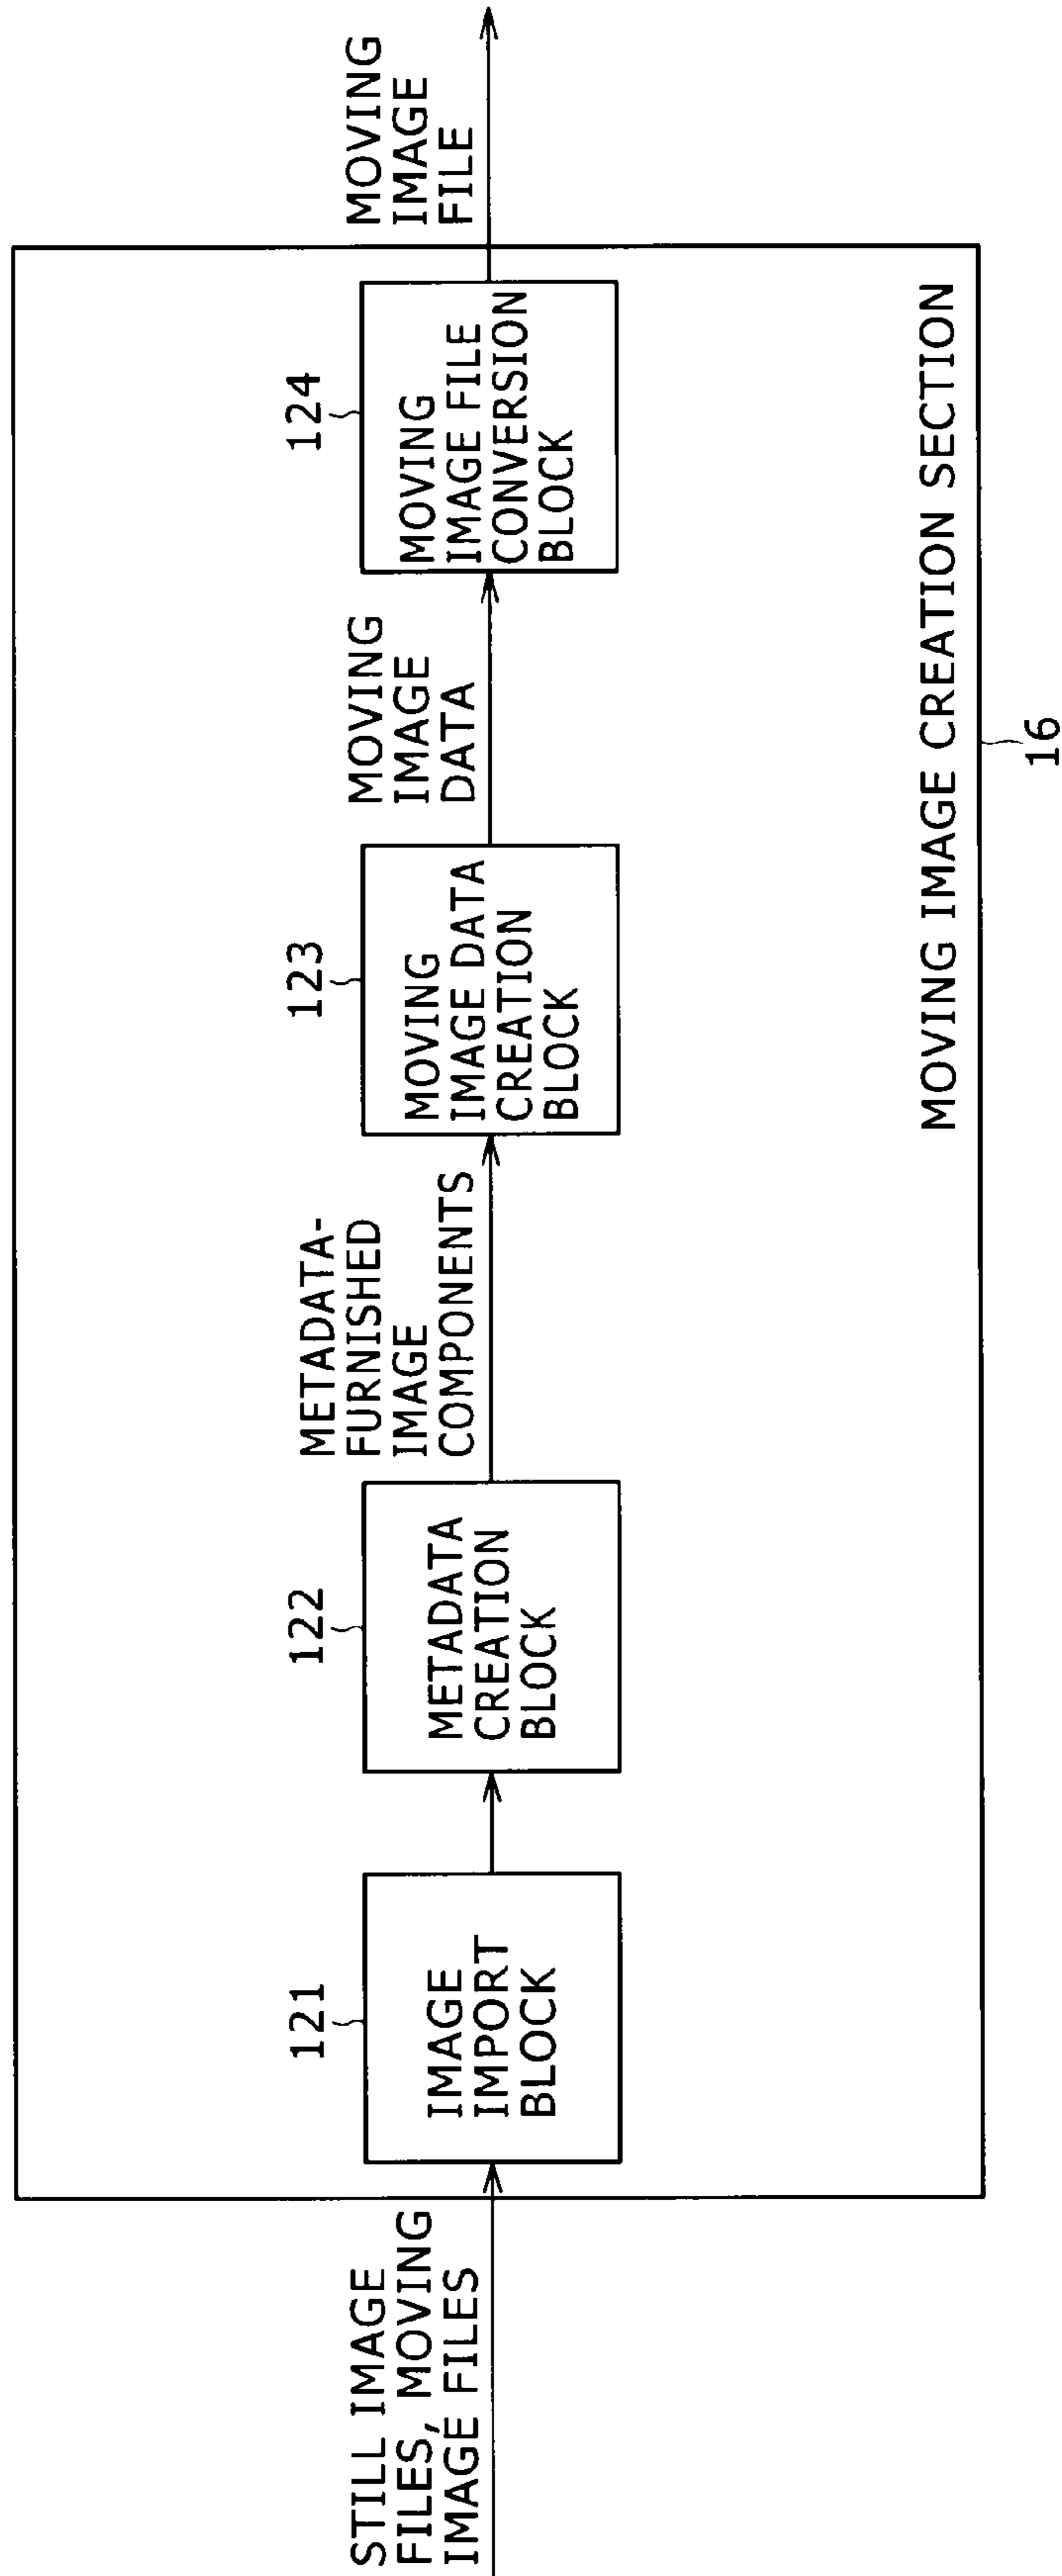 STILL IMAGE
FILES, MOVING
IMAGE FILES
121
IMAGE
IMPORT
BLOCK
122
METADATA
CREATION
BLOCK
METADATA-
FURNISHED
IMAGE
COMPONENTS
123
MOVING
IMAGE DATA
CREATION
BLOCK
MOVING
IMAGE
DATA
124
MOVING
IMAGE FILE
CONVERSION
BLOCK
MOVING
IMAGE
FILE
MOVING IMAGE CREATION SECTION
16